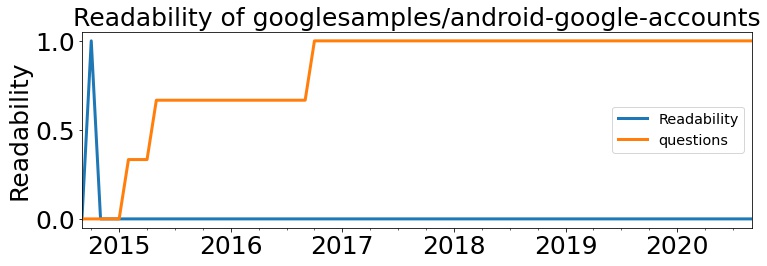 Readability of googlesamples/android-google-accounts
Readability
1.0
0.5
0.0
Readability
questions
2015 2016 2017 2018 2019 2020